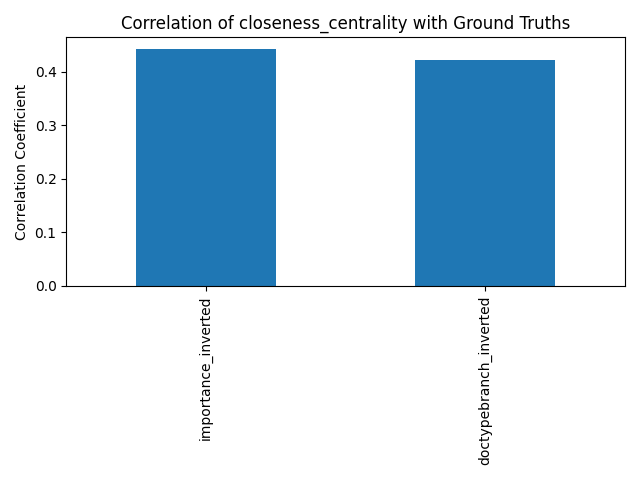 Correlation of closeness_centrality with Ground Truths
Correlation Coefficient
0.4
0.3
0.2
0.1
0.0
importance_inverted
doctypebranch_inverted